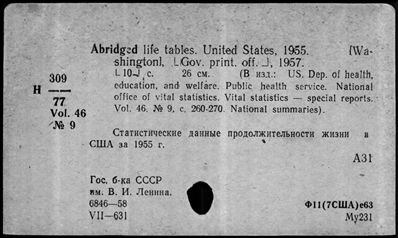 Abridged life tables. United States, 1955. [Wa-
shington], ⌊Gov. print. off.⌋, 1957.
⌊10⌋ c. 26 см. (В изд.: US. Dep. of health,
education, and welfare. Public health service. National
office of vital statistics. Vital statistics — special reports.
Vol. 46. № 9. с. 260-270. National summaries).
H 309
77
Vol. 46
№ 9
Статистические данные продолжительности жизни в
США за 1955 г.
А31
Гос. б-ка СССР
им. В. И. Ленина.
6846—58
VII—631
Ф11(7США)е63
Му231